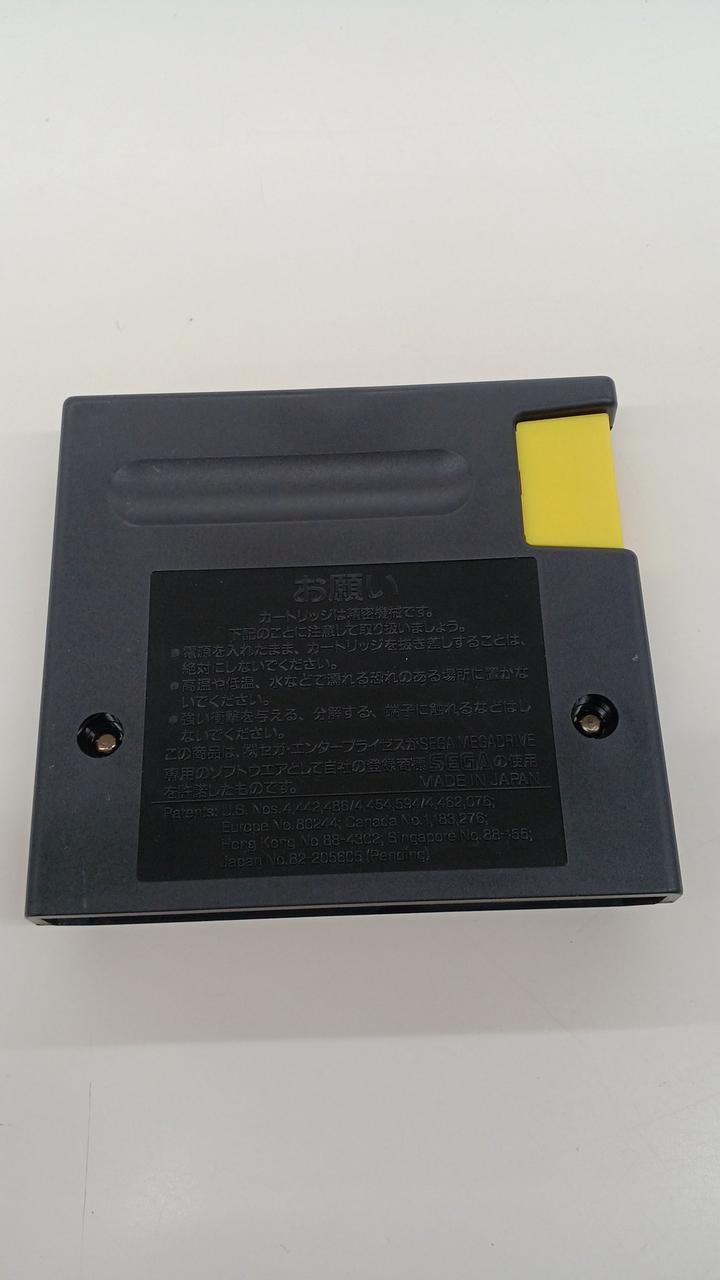 お願い
カートリッジは精密機械です。
下記のことに注意して取り扱いましょう。
●電源を入れたまま、カートリッジを抜き差しすることは、
絶対にしないでください。
●高温や低温、水などで濡れる恐れのある場所に置かな
いでください。
●強い衝撃を与える、分解する、端子に触れるなどはし
ないでください。
この商品は、㈱セガ・エンタープライゼスがSEGA MEGADRIVE
専用のソフトウエアとして自社の登録商標SEGAの使用
を許諾したものです。 MADE IN JAPAN
Patents: U.S. Nos. 4,442,486/4,454,594/4,462,076;
Europe No. 80244; Canada No. 1,183,276;
Hong Kong No. 88-4302; Singapore No. 88-155;
Japan No. 82-205605 (Pending)